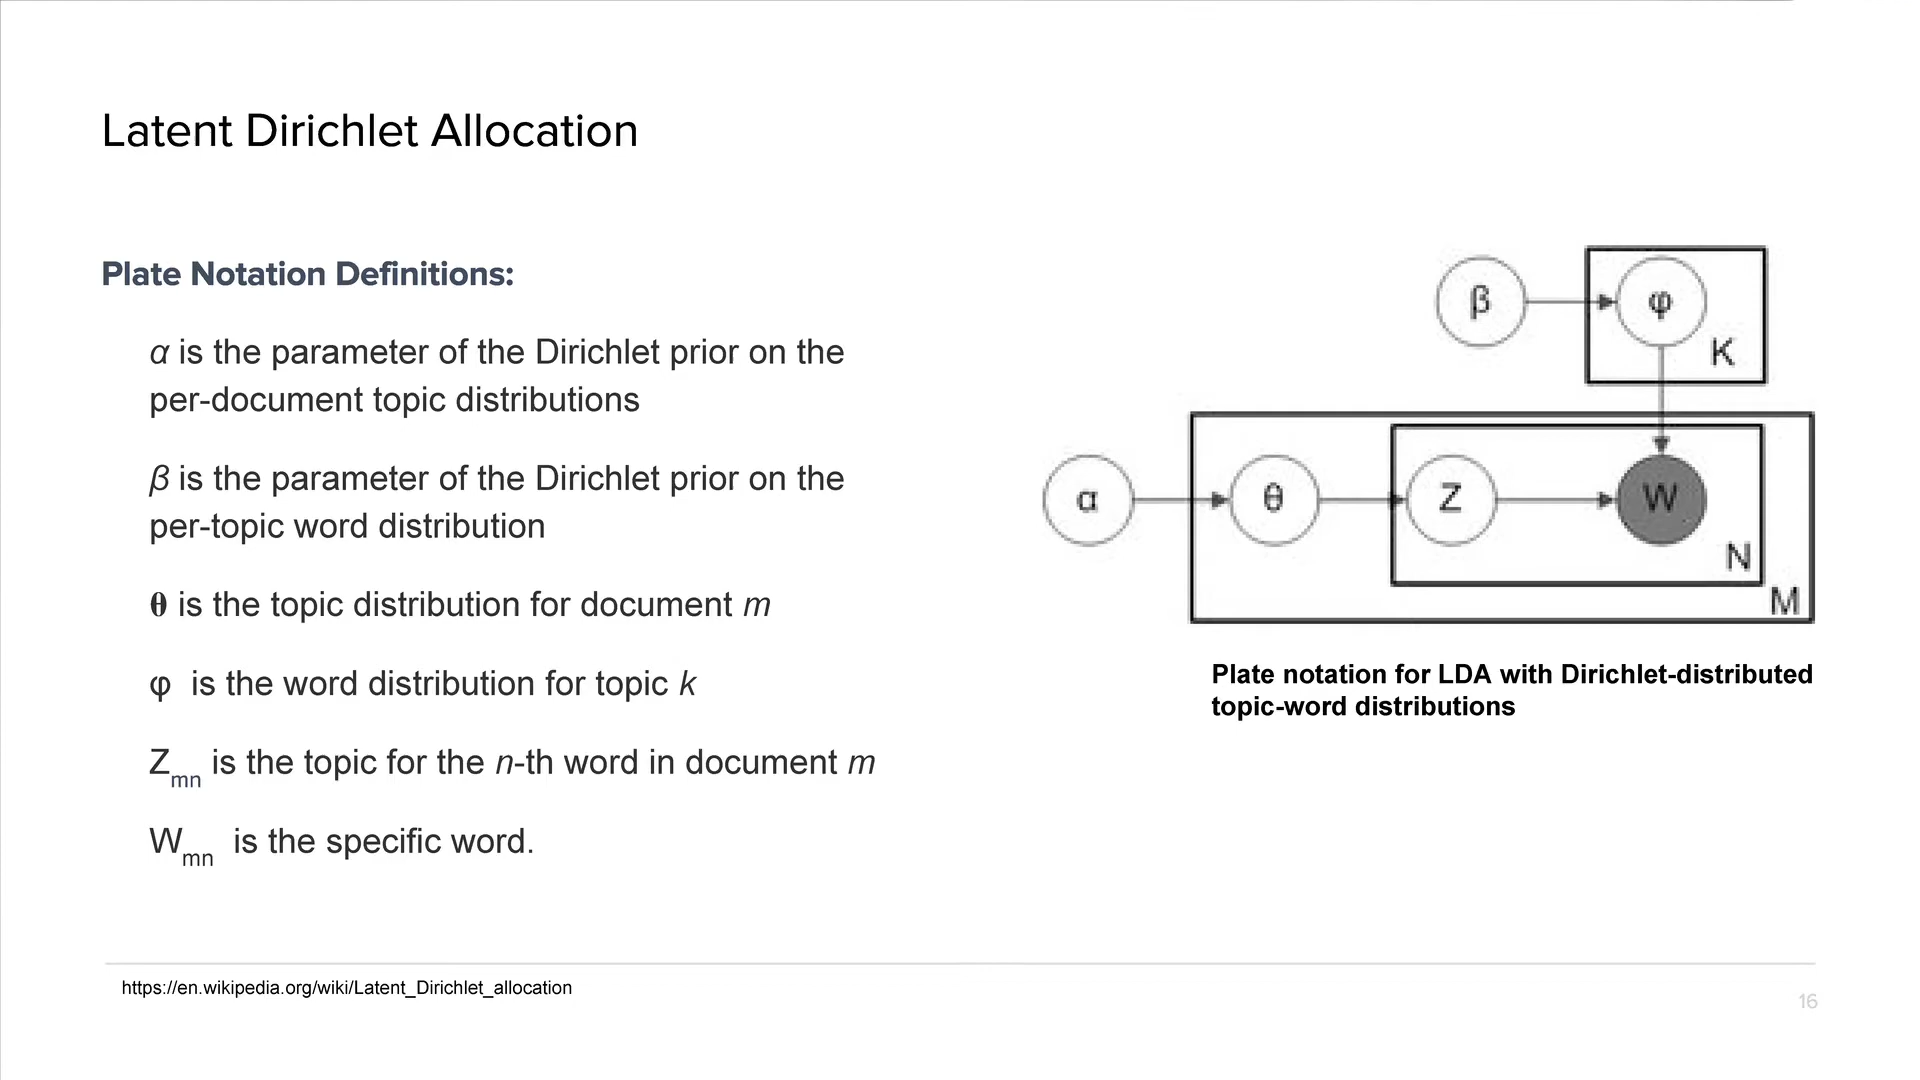 Latent Dirichlet Allocation
Plate Notation Definitions:
α is the parameter of the Dirichlet prior on the
per-document topic distributions
β is the parameter of the Dirichlet prior on the
per-topic word distribution
θ is the topic distribution for document m
φ is the word distribution for topic k
Zmn is the topic for the n-th word in document m
Wmn is the specific word.
β
φ
K
α
θ
Z
W
N
M
Plate notation for LDA with Dirichlet-distributed
topic-word distributions
https://en.wikipedia.org/wiki/Latent_Dirichlet_allocation
16